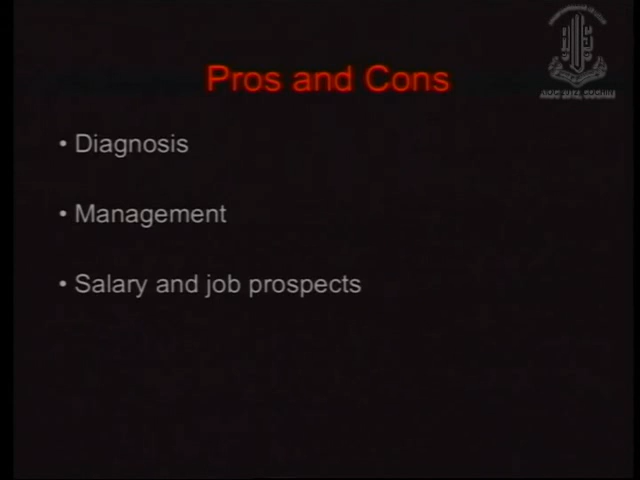 Pros and Cons
• Diagnosis
• Management
• Salary and job prospects